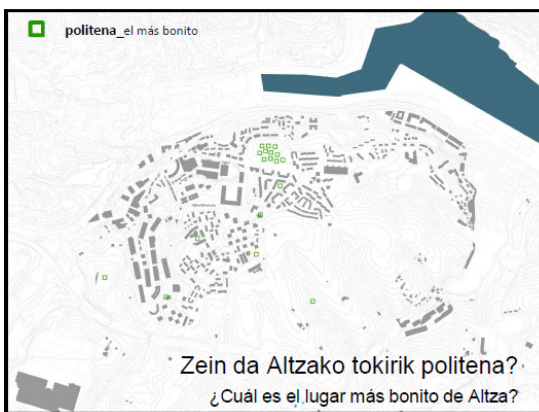 politena_el más bonito
Zein da Altzako tokirik politena?
¿Cuál es el lugar más bonito de Altza?